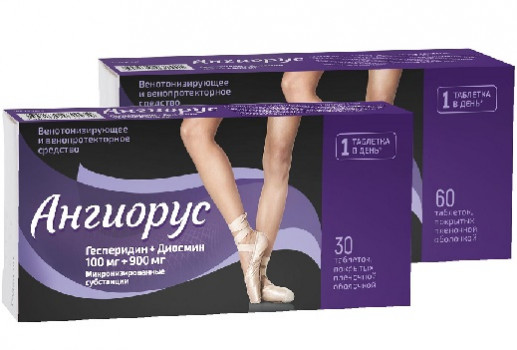 Ангиорус
Венотонизирующее
и венопротекторное
средство
1 ТАБЛЕТКА
В ДЕНЬ*
60
таблеток,
покрытых
пленочной
оболочкой
Венотонизирующее
и венопротекторное
средство
1 ТАБЛЕТКА
В ДЕНЬ*
Ангиорус
Гесперидин + Диосмин
100 мг + 900 мг
Микронизированные
субстанции
30
таблеток,
покрытых
пленочной
оболочкой